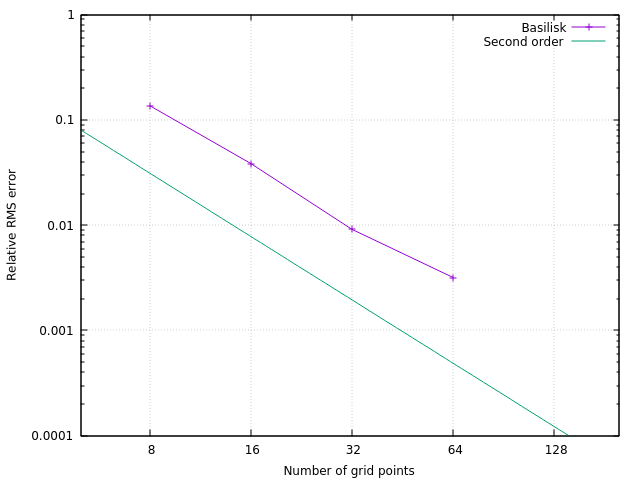 1
Basilisk
Second order
0.1
Relative RMS error
0.01
0.001
0.0001
8 16 32 64 128
Number of grid points